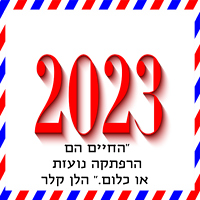 2023
"החיים הם
הרפתקה נועזת
או כלום." הלן קלר